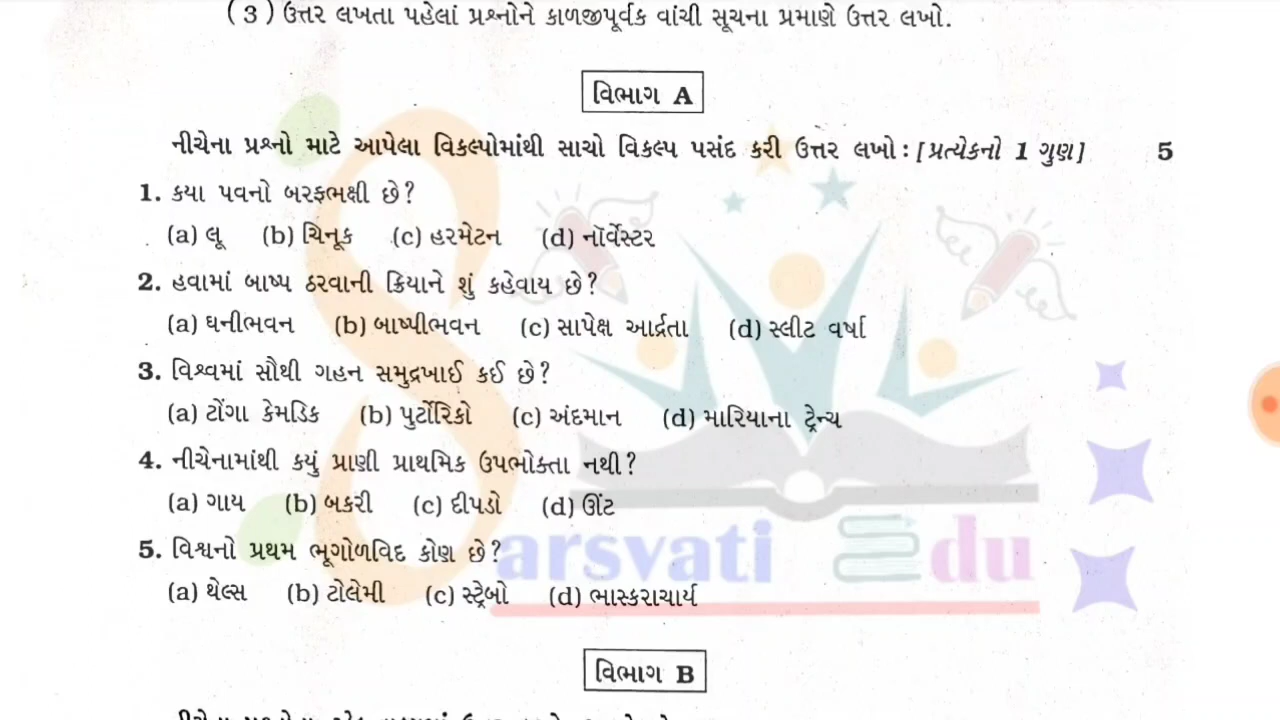 ( 3 ) ઉત્તર લખતા પહેલાં પ્રશ્નોને કાળજીપૂર્વક વાંચી સૂચના પ્રમાણે ઉત્તર લખો.
વિભાગ A
નીચેના પ્રશ્નો માટે આપેલા વિકલ્પોમાંથી સાચો વિકલ્પ પસંદ કરી ઉત્તર લખો : [પ્રત્યેકનો 1 ગુણ] 5
1. કયા પવનો બરફભક્ષી છે?
(a) લૂ (b) ચિનૂક (c) હરમેટન (d) નૉર્વેસ્ટર
2. હવામાં બાષ્પ ઠરવાની ક્રિયાને શું કહેવાય છે?
(a) ઘનીભવન (b) બાષ્પીભવન (c) સાપેક્ષ આર્દ્રતા (d) સ્લીટ વર્ષા
3. વિશ્વમાં સૌથી ગહન સમુદ્રખાઈ કઈ છે?
(a) ટોંગા કેમડિક (b) પુર્ટોરિકો (c) અંદમાન (d) મારિયાના ટ્રેન્ચ
4. નીચેનામાંથી કયું પ્રાણી પ્રાથમિક ઉપભોક્તા નથી?
(a) ગાય (b) બકરી (c) દીપડો (d) ઊંટ
5. વિશ્વનો પ્રથમ ભૂગોળવિદ કોણ છે?
(a) થેલ્સ (b) ટોલેમી (c) સ્ટ્રેબો (d) ભાસ્કરાચાર્ય
Sarsvati Edu
વિભાગ B